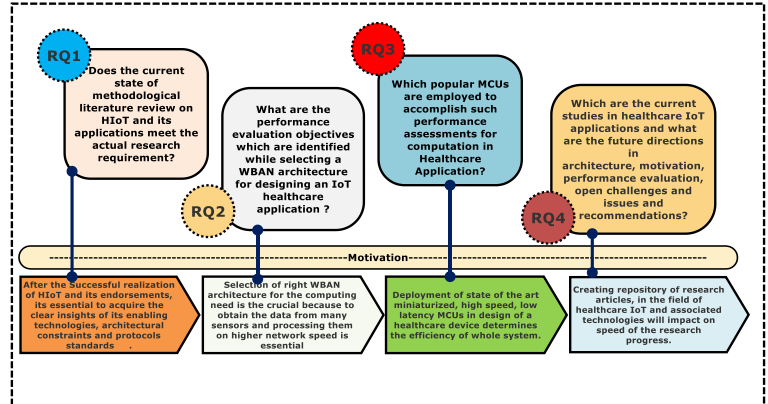 RQ1
Does the current
state of
methodological
literature review on
HIoT and its
applications meet the
actual research
requirement?
What are the
performance
evaluation objectives
which are identified
while selecting a
WBAN architecture
for designing an IoT
healthcare
application ?
RQ2
RQ3
Which popular MCUs
are employed to
accomplish such
performance
assessments for
computation in
Healthcare
Application?
Which are the current
studies in healthcare IoT
applications and what
are the future directions
in
architecture, motivation,
performance evaluation,
open challenges and
issues and
recommendations?
RQ4
Motivation
After the Successful realization
of HIoT and its endorsements,
its essential to acquire the
clear insights of its enabling
technologies, architectural
constraints and protocols
standards .
Selection of right WBAN
architecture for the computing
need is the crucial because to
obtain the data from many
sensors and processing them
on higher network speed is
essential
Deployment of state of the art
miniaturized, high speed, low
latency MCUs in design of a
healthcare device determines
the efficiency of whole system.
Creating repository of research
articles, in the field of
healthcare IoT and associated
technologies will impact on
speed of the research
progress.